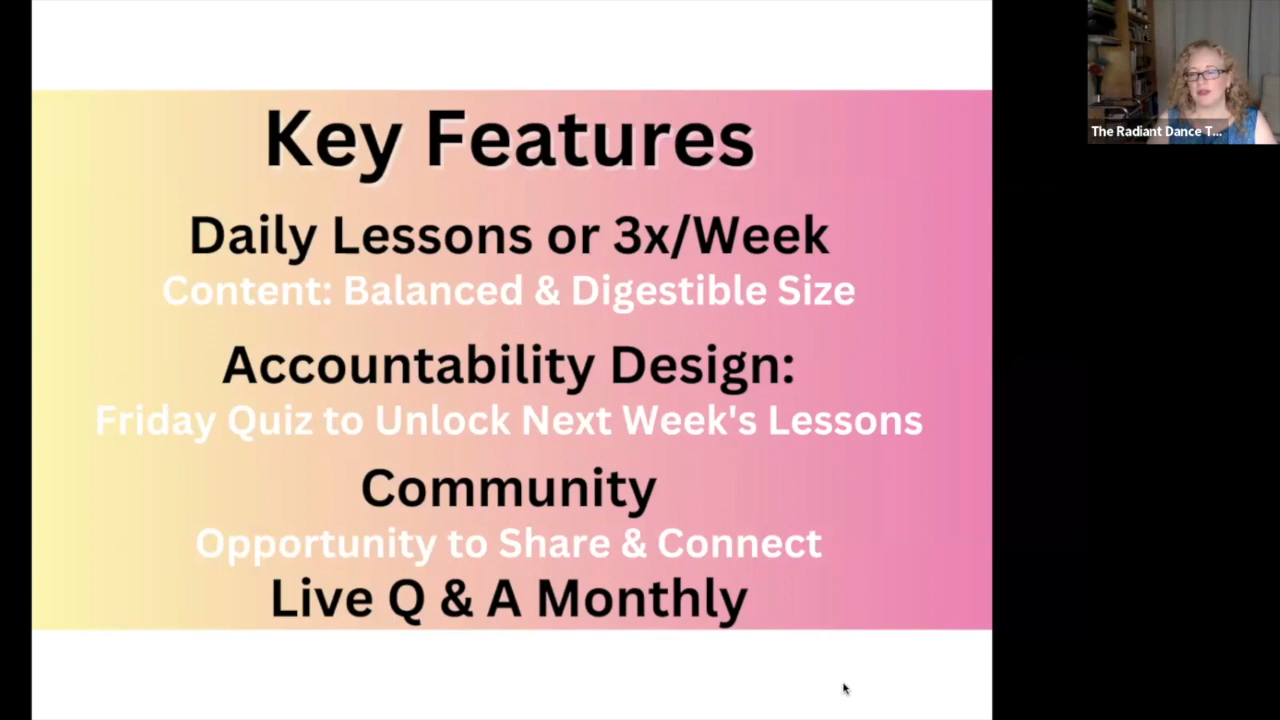 Key Features
Daily Lessons or 3x/Week
Content: Balanced & Digestible Size
Accountability Design:
Friday Quiz to Unlock Next Week's Lessons
Community
Opportunity to Share & Connect
Live Q & A Monthly
The Radiant Dance T...